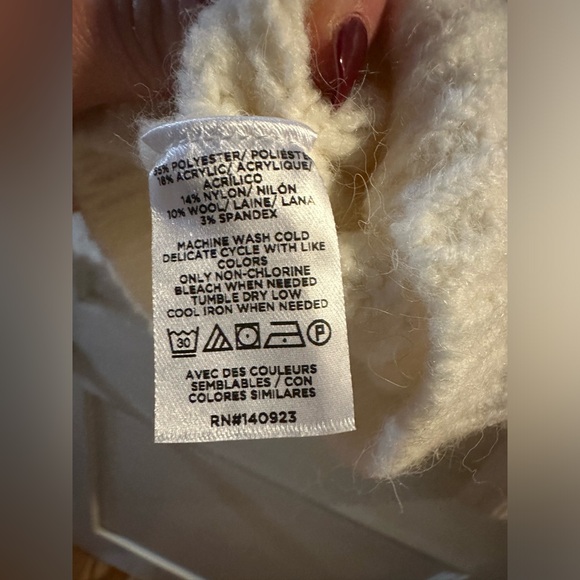 55% POLYESTER/ POLIESTER
18% ACRYLIC/ ACRYLIQUE/
ACRÍLICO
14% NYLON/ NILÓN
10% WOOL/ LAINE/ LANA
3% SPANDEX
MACHINE WASH COLD
DELICATE CYCLE WITH LIKE
COLORS
ONLY NON-CHLORINE
BLEACH WHEN NEEDED
TUMBLE DRY LOW
COOL IRON WHEN NEEDED
30 P
AVEC DES COULEURS
SEMBLABLES / CON
COLORES SIMILARES
RN#140923